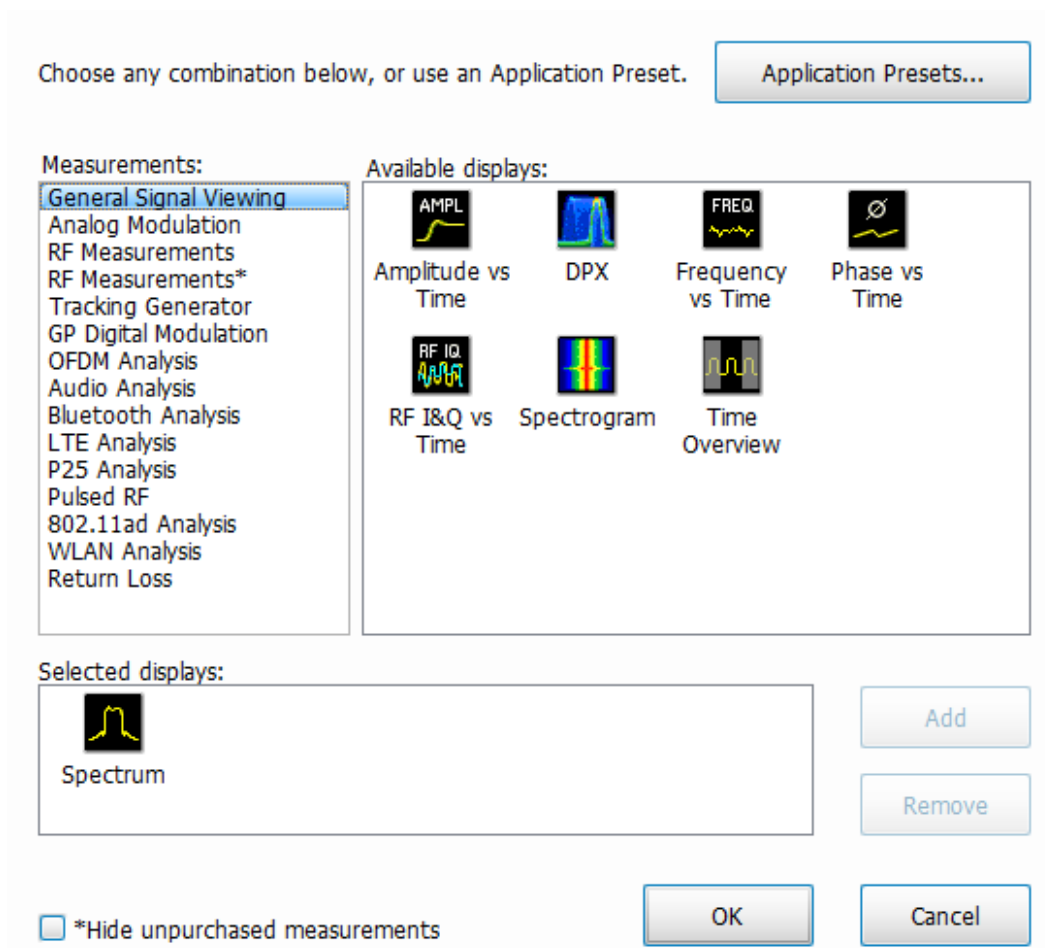 Choose any combination below, or use an Application Preset.
Application Presets...
Measurements:
General Signal Viewing
Analog Modulation
RF Measurements
RF Measurements*
Tracking Generator
GP Digital Modulation
OFDM Analysis
Audio Analysis
Bluetooth Analysis
LTE Analysis
P25 Analysis
Pulsed RF
802.11ad Analysis
WLAN Analysis
Return Loss
Available displays:
AMPL
Amplitude vs
Time
DPX
FREQ
Frequency
vs Time
Ø
Phase vs
Time
RF IQ
RF I&Q vs
Time
Spectrogram
Time
Overview
Selected displays:
Spectrum
Add
Remove
*Hide unpurchased measurements
OK
Cancel